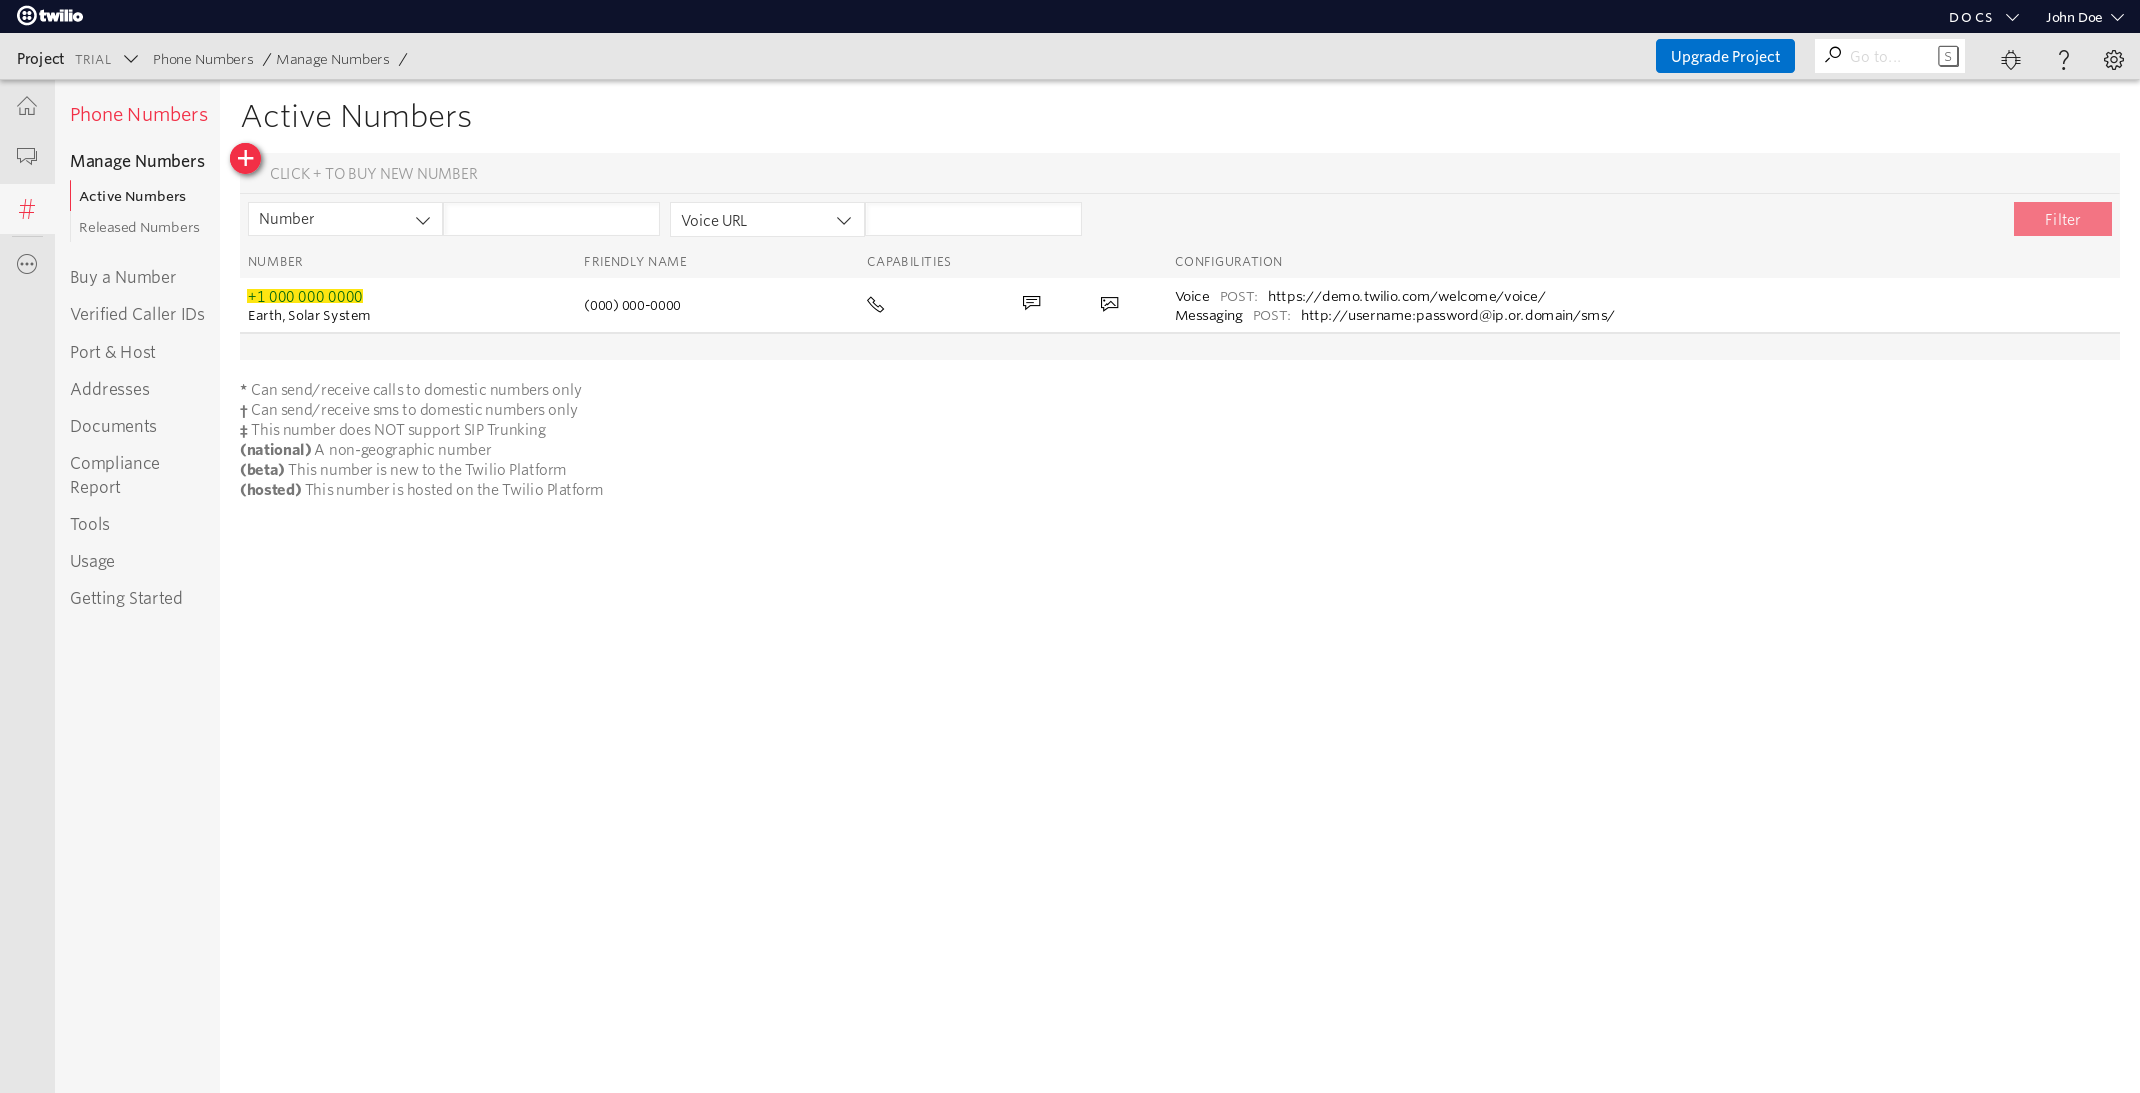 twilio
DOCS
John Doe
Project TRIAL Phone Numbers / Manage Numbers /
Upgrade Project
Go to... S
Phone Numbers
Manage Numbers
Active Numbers
Released Numbers
Buy a Number
Verified Caller IDs
Port & Host
Addresses
Documents
Compliance
Report
Tools
Usage
Getting Started
Active Numbers
CLICK + TO BUY NEW NUMBER
Number Voice URL Filter
NUMBER FRIENDLY NAME CAPABILITIES CONFIGURATION
+1 000 000 0000
Earth, Solar System
(000) 000-0000
Voice POST: https://demo.twilio.com/welcome/voice/
Messaging POST: http://username:password@ip.or.domain/sms/
* Can send/receive calls to domestic numbers only
† Can send/receive sms to domestic numbers only
‡ This number does NOT support SIP Trunking
(national) A non-geographic number
(beta) This number is new to the Twilio Platform
(hosted) This number is hosted on the Twilio Platform